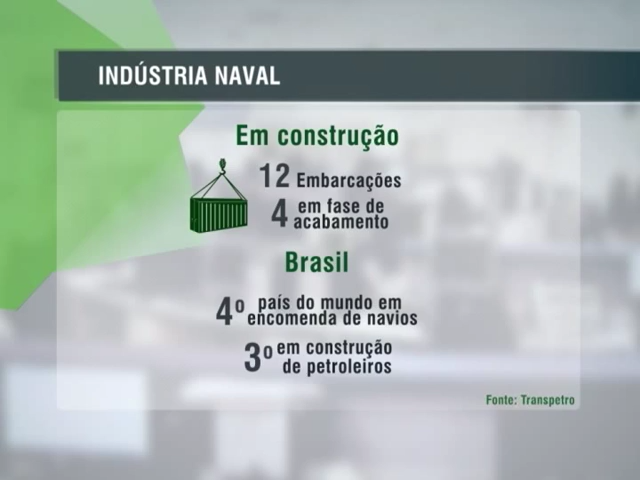 INDÚSTRIA NAVAL
Em construção
12 Embarcações
4 em fase de
acabamento
Brasil
4º país do mundo em
encomenda de navios
3º em construção
de petroleiros
Fonte: Transpetro